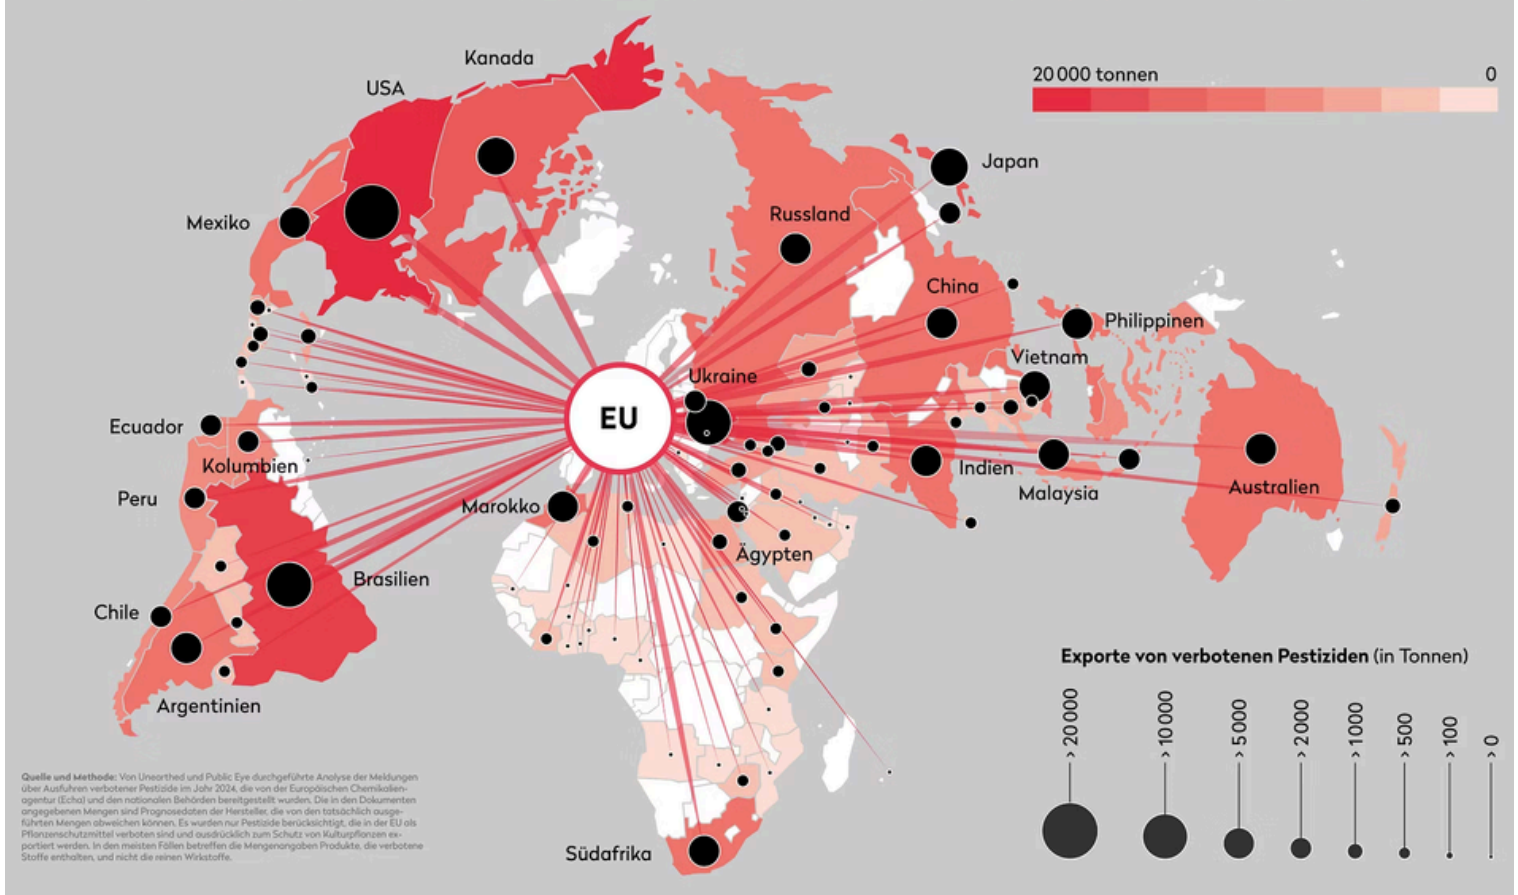 Kanada
USA
20 000 tonnen 0
Japan
Mexiko
Russland
China
Philippinen
Vietnam
Ukraine
EU
Ecuador
Kolumbien
Indien
Peru
Malaysia
Australien
Marokko
Ägypten
Brasilien
Chile
Argentinien
Südafrika
Exporte von verbotenen Pestiziden (in Tonnen)
> 20 000
> 10 000
> 5 000
> 2 000
> 1 000
> 500
> 100
> 0
Quelle und Methode: Von Unearthed und Public Eye durchgeführte Analyse der Meldungen
über Ausfuhren verbotener Pestizide im Jahr 2024, die von der Europäischen Chemikalien-
agentur (Echa) und den nationalen Behörden bereitgestellt wurden. Die in den Dokumenten
angegebenen Mengen sind Prognosedaten der Hersteller, die von den tatsächlich ausge-
führten Mengen abweichen können. Es wurden nur Pestizide berücksichtigt, die in der EU als
Pflanzenschutzmittel verboten sind und ausdrücklich zum Schutz von Kulturpflanzen ex-
portiert werden. In den meisten Fällen betreffen die Mengenangaben Produkte, die verbotene
Stoffe enthalten, und nicht die reinen Wirkstoffe.